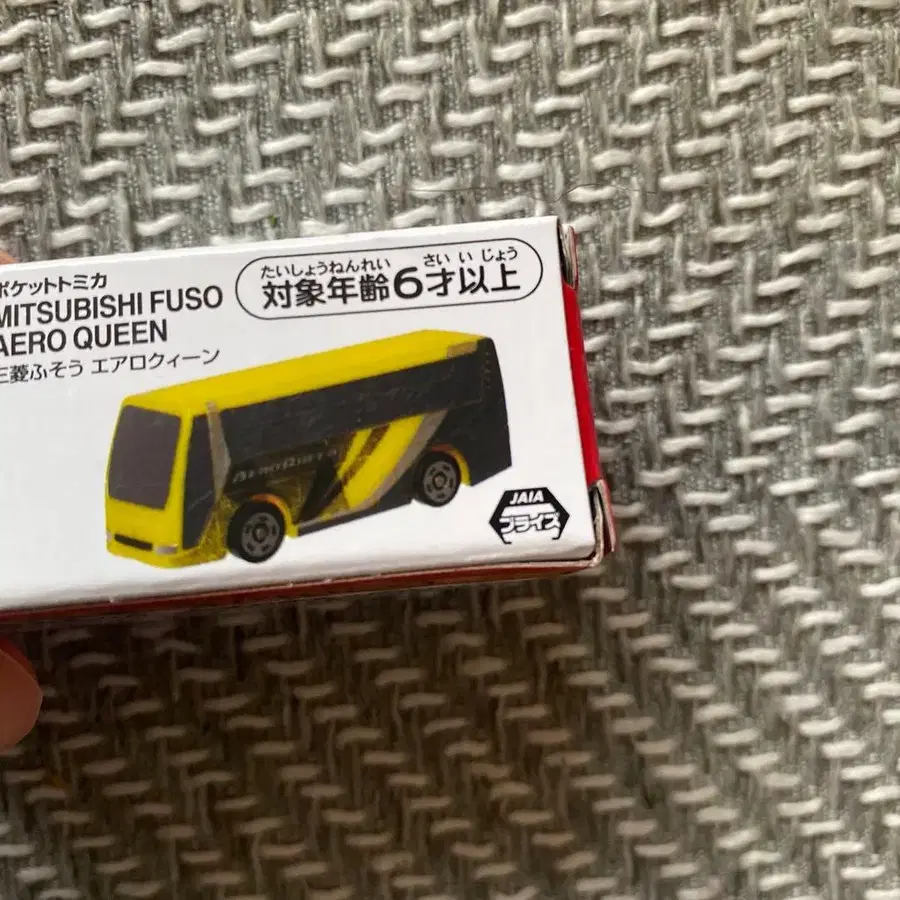 ポケットトミカ
MITSUBISHI FUSO
AERO QUEEN
三菱ふそう エアロクィーン
たいしょうねんれい さい いじょう
対象年齢6才以上
JAIA
プライズ